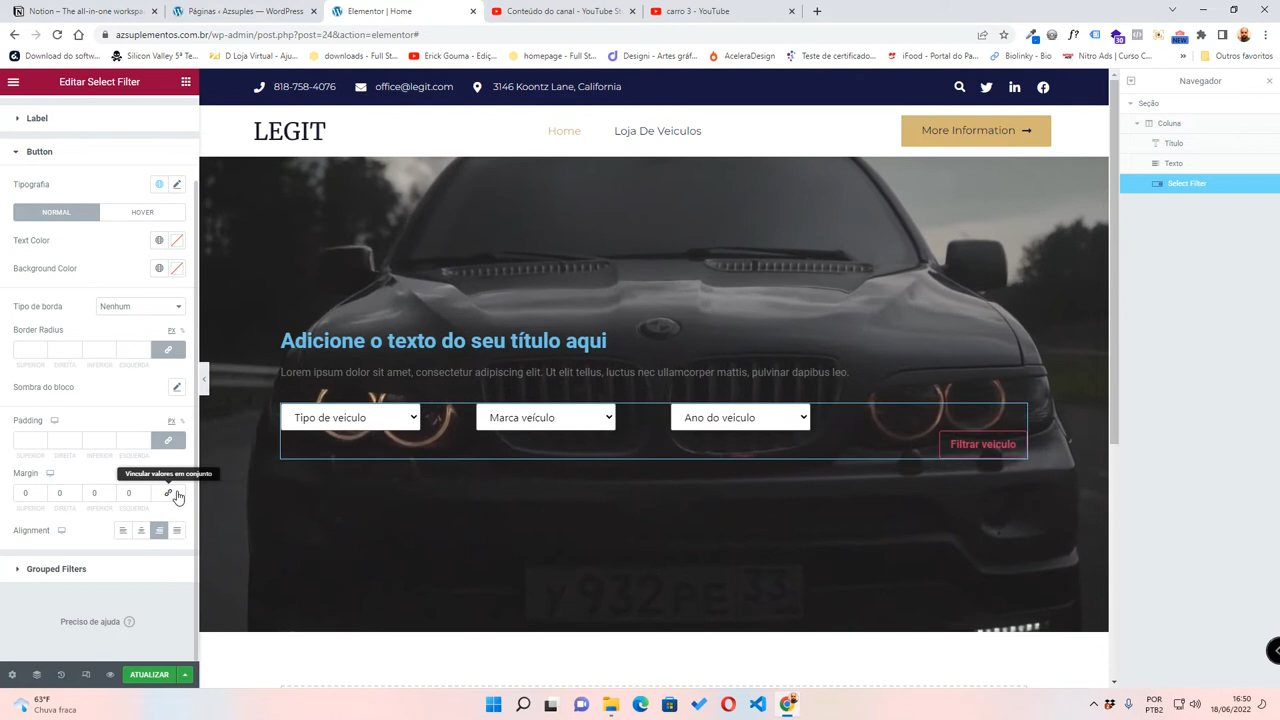 Notion – The all-in-one workspa
Páginas ‹ Azsuples — WordPress
Elementor | Home
Conteúdo do canal - YouTube St
carro 3 - YouTube
azsuplementos.com.br/wp-admin/post.php?post=24&action=elementor#
Download do softwar...
Silicon Valley 5ª Te...
D Loja Virtual - Ajuj...
downloads - Full St...
Erick Gouma - Edic...
homepage - Full St...
Designi - Artes gráf...
AceleraDesign
Teste de certificado...
iFood - Portal do Pa...
Biolinky - Bio
Nitro Ads | Curso C...
Outros favoritos
NEW
Editar Select Filter
Label
Button
Tipografia
NORMAL
HOVER
Text Color
Background Color
Tipo de borda
Nenhum
Border Radius
PX %
SUPERIOR DIREITA INFERIOR ESQUERDA
Sombra do bloco
Padding
PX %
SUPERIOR DIREITA INFERIOR ESQUERDA
Margin
Vincular valores em conjunto
0 0 0 0
SUPERIOR DIREITA INFERIOR ESQUERDA
Alignment
Grouped Filters
Preciso de ajuda ?
ATUALIZAR
818-758-4076
office@legit.com
3146 Koontz Lane, California
LEGIT
Home
Loja De Veiculos
More Information
Adicione o texto do seu título aqui
Lorem ipsum dolor sit amet, consectetur adipiscing elit. Ut elit tellus, luctus nec ullamcorper mattis, pulvinar dapibus leo.
Tipo de veiculo
Marca veículo
Ano do veiculo
Filtrar veiculo
Navegador
Seção
Coluna
Título
Texto
Select Filter
63°F
Chuva fraca
POR
PTB2
16:50
18/06/2022